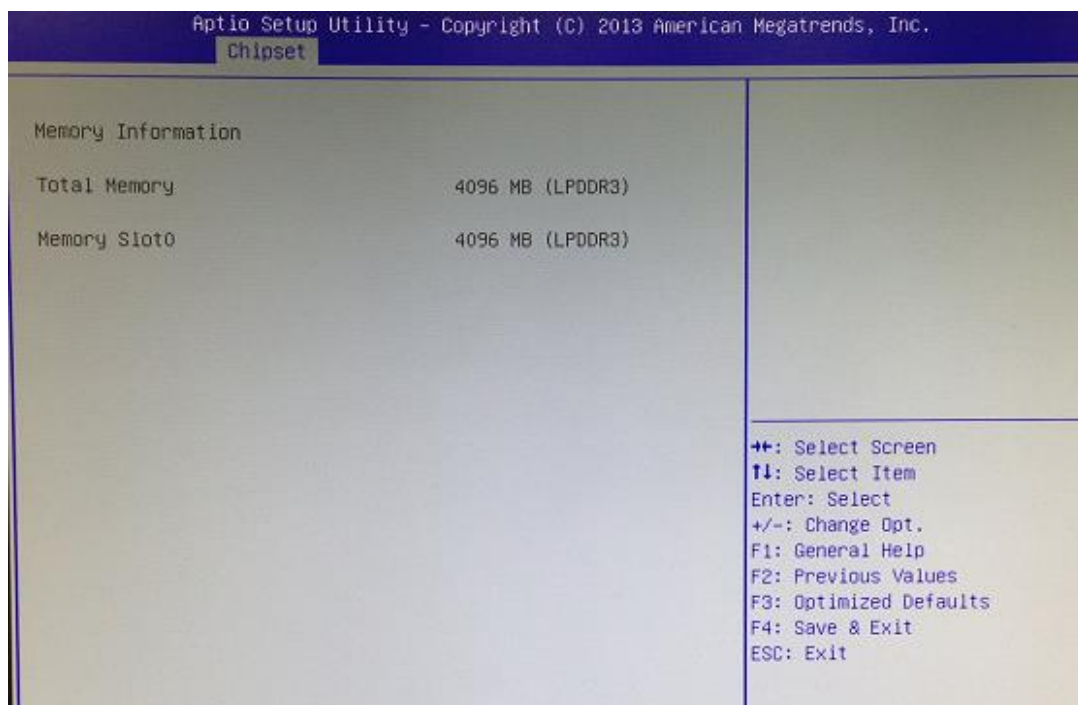 Aptio Setup Utility – Copyright (C) 2013 American Megatrends, Inc.
Chipset
Memory Information
Total Memory 4096 MB (LPDDR3)
Memory Slot0 4096 MB (LPDDR3)
→←: Select Screen
↑↓: Select Item
Enter: Select
+/-: Change Opt.
F1: General Help
F2: Previous Values
F3: Optimized Defaults
F4: Save & Exit
ESC: Exit